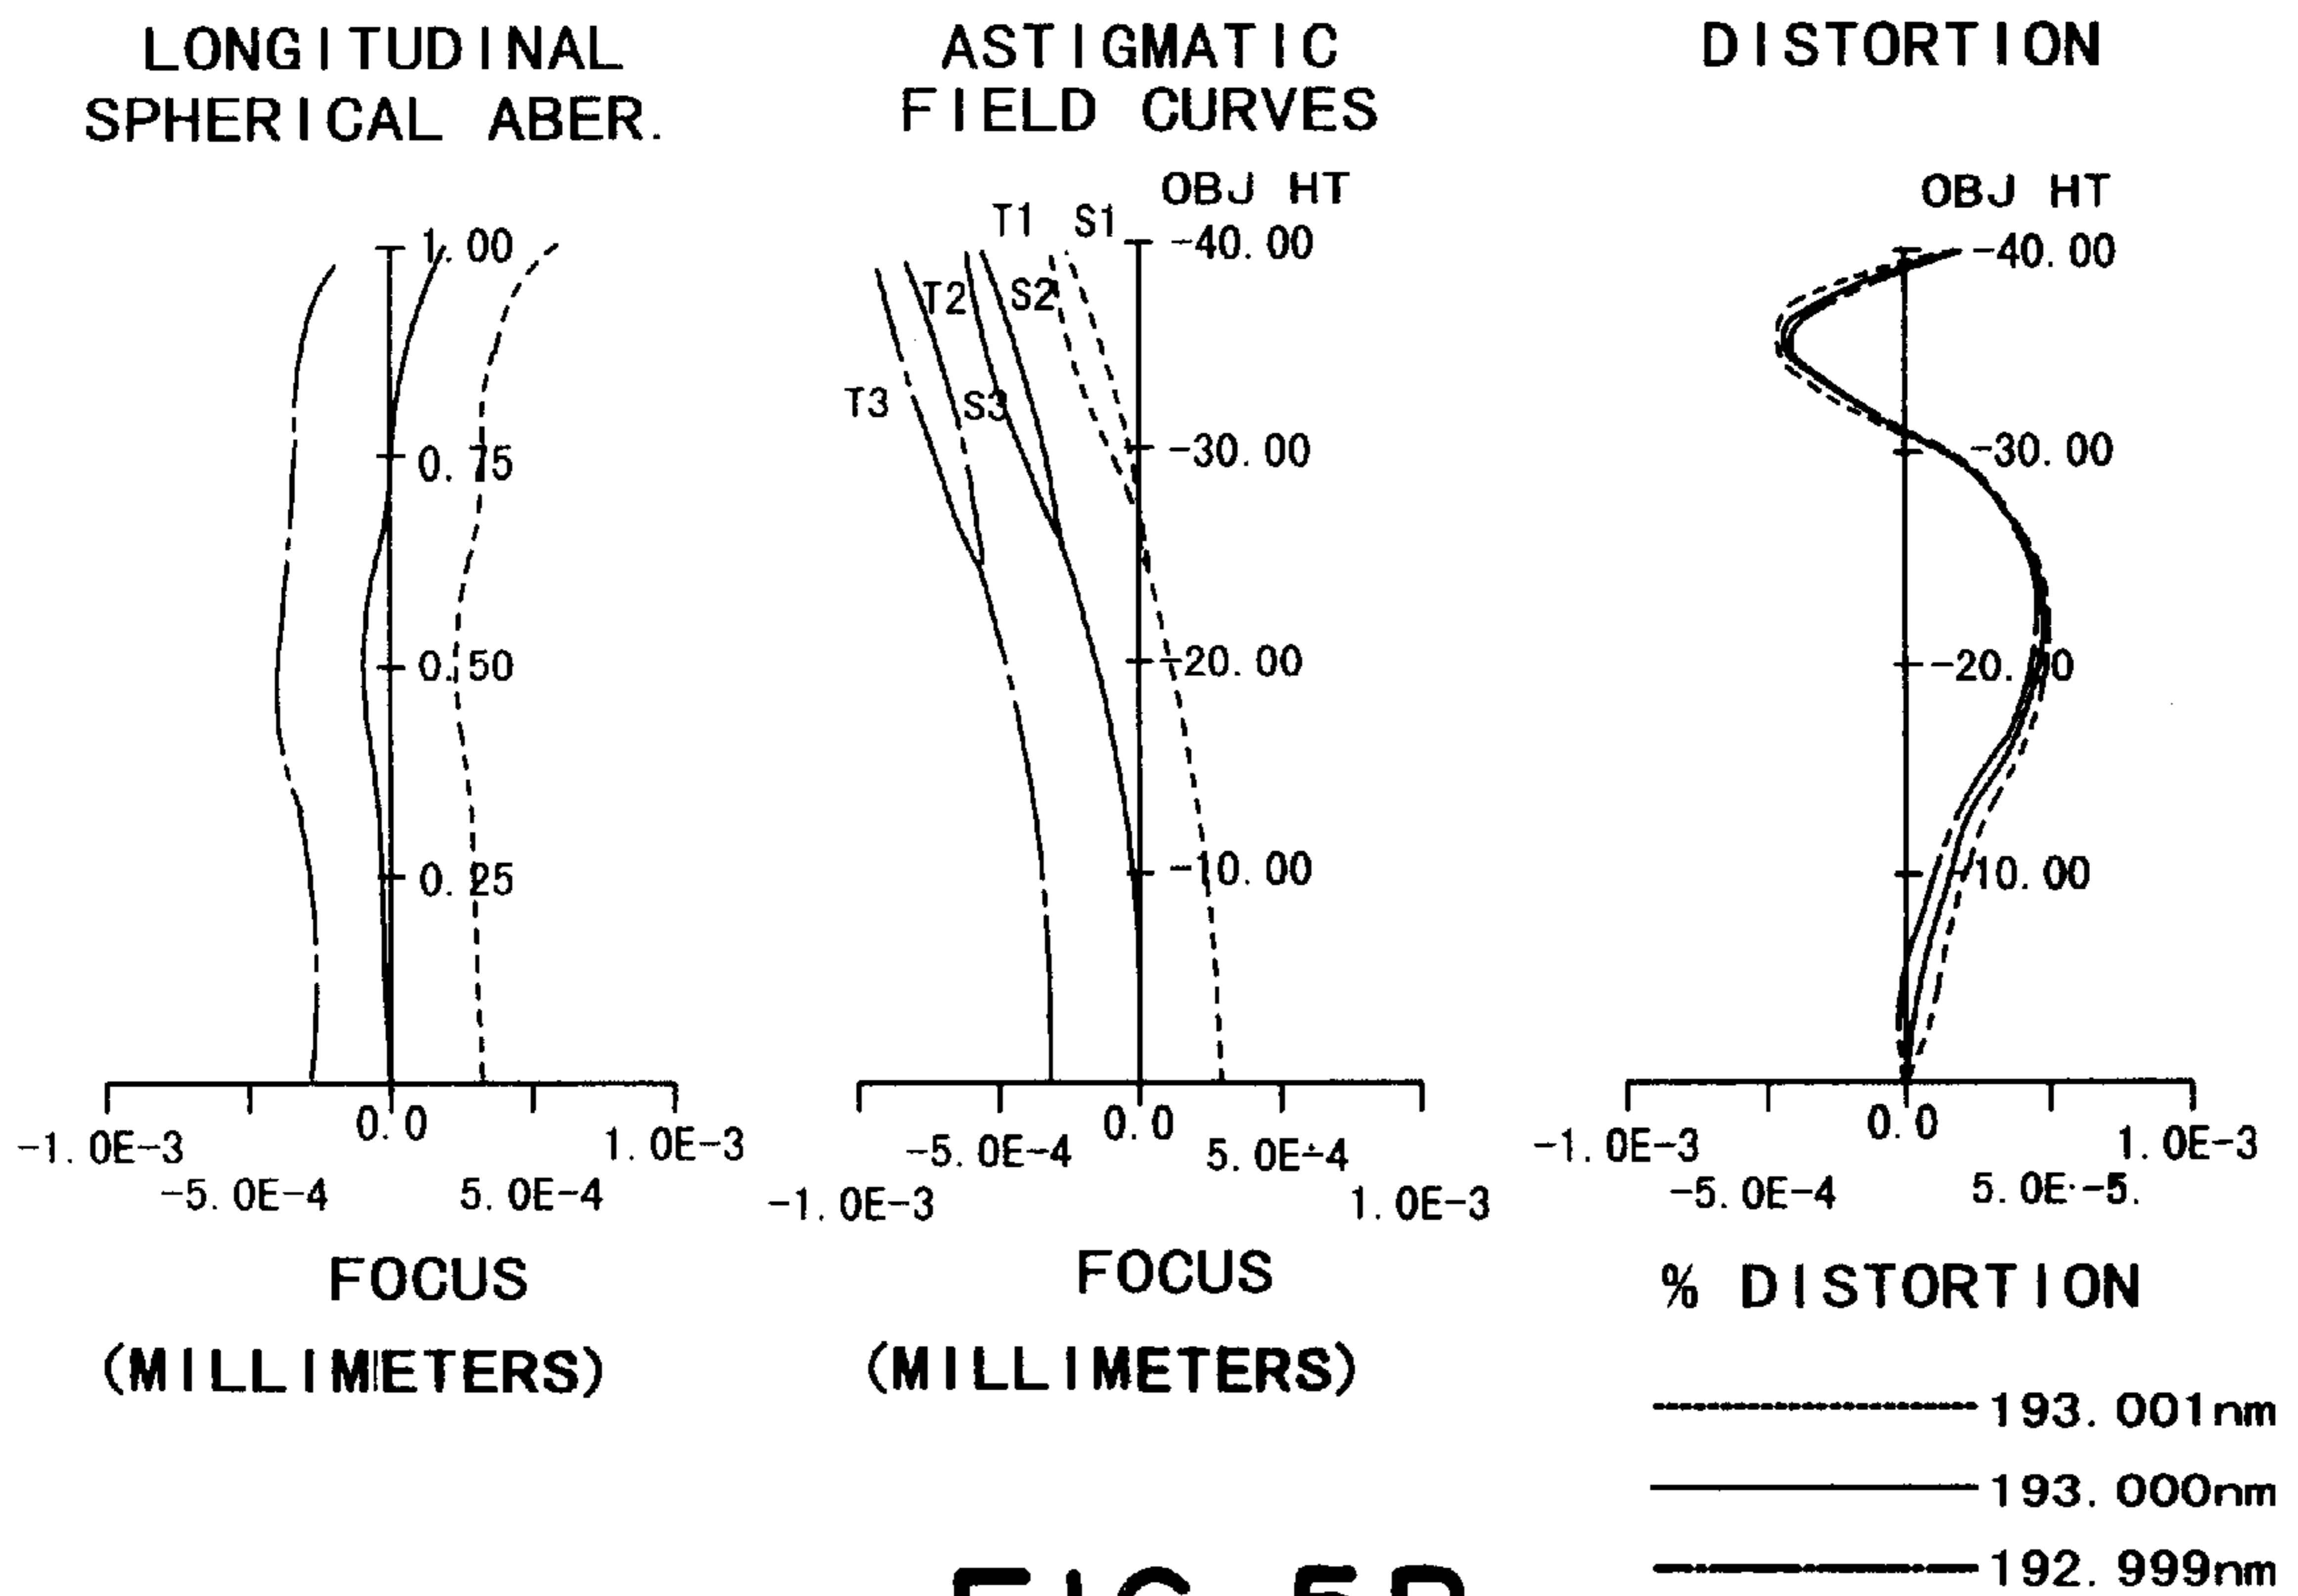 LONGITUDINAL
SPHERICAL ABER.
1.00
0.75
0.50
0.25
0.0
-1.0E-3
1.0E-3
-5.0E-4
5.0E-4
FOCUS
(MILLIMETERS)
ASTIGMATIC
FIELD CURVES
OBJ HT
T1
S1
-40.00
T2
S2
T3
S3
-30.00
-20.00
-10.00
0.0
-5.0E-4
5.0E-4
-1.0E-3
1.0E-3
FOCUS
(MILLIMETERS)
DISTORTION
OBJ HT
-40.00
-30.00
-20.00
-10.00
0.0
-1.0E-3
1.0E-3
-5.0E-4
5.0E-5.
% DISTORTION
193.001nm
193.000nm
192.999nm